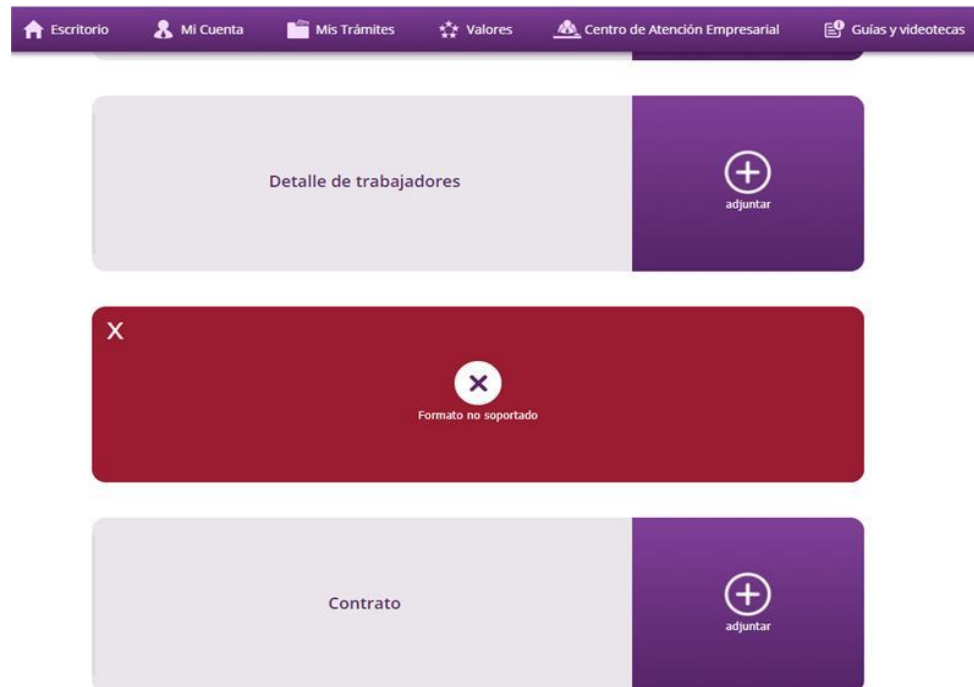 Escritorio Mi Cuenta Mis Trámites Valores Centro de Atención Empresarial Guías y videotecas
Detalle de trabajadores
adjuntar
X
Formato no soportado
Contrato
adjuntar